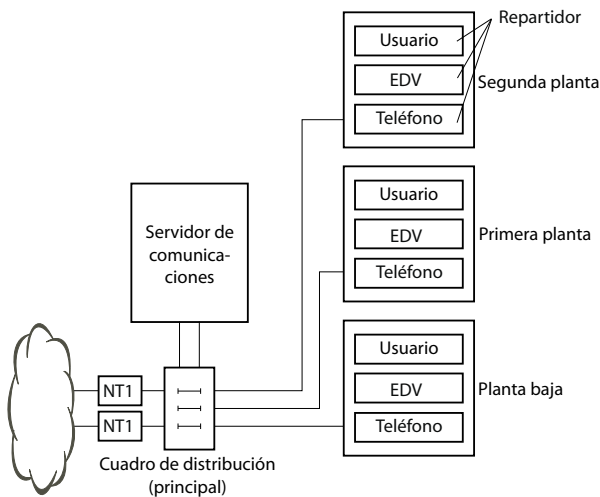 Repartidor
Usuario
EDV
Teléfono
Segunda planta
Usuario
EDV
Teléfono
Primera planta
Servidor de
comunica-
ciones
Usuario
EDV
Teléfono
Planta baja
NT1
NT1
Cuadro de distribución
(principal)